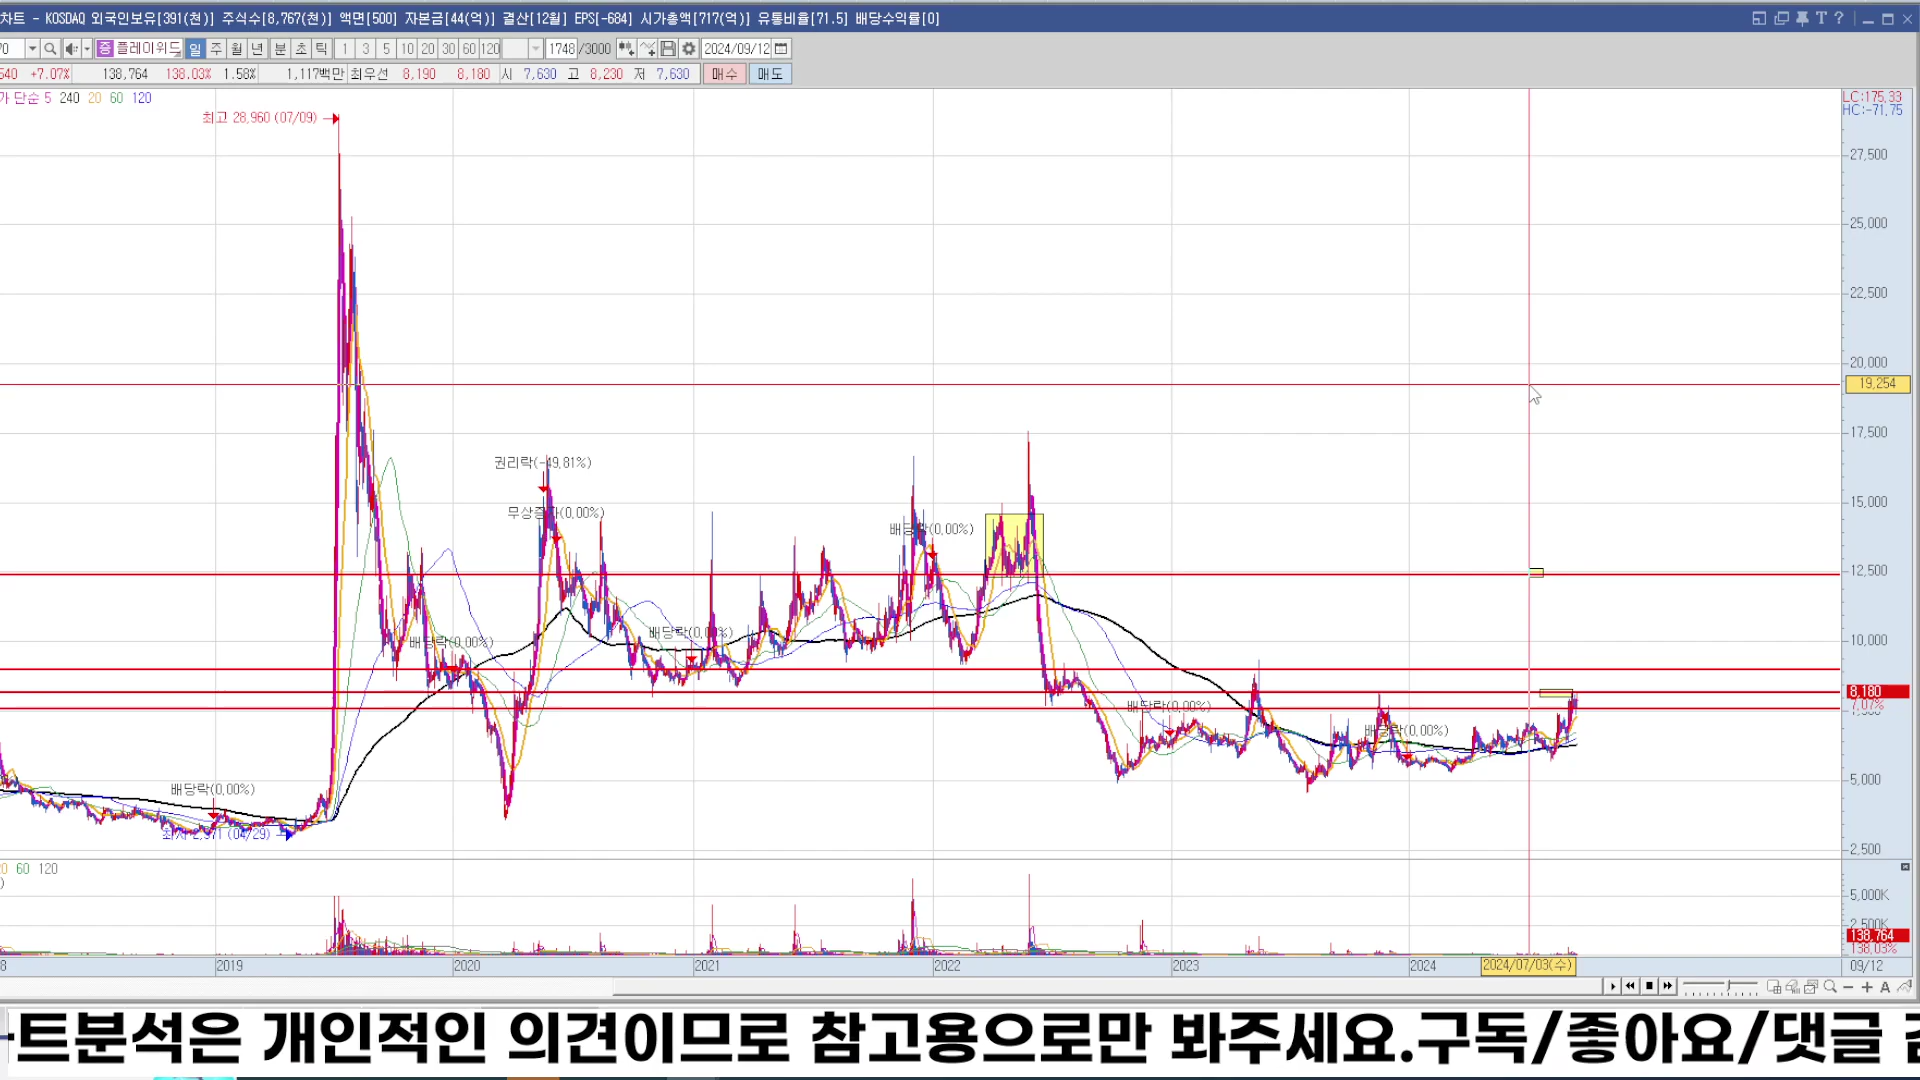 차트 - KOSDAQ 외국인보유[391(천)] 주식수[8,767(천)] 액면[500] 자본금[44(억)] 결산[12월] EPS[-684] 시가총액[717(억)] 유통비율[71.5] 배당수익률[0]
70 증 플레이위드 일 주 월 년 분 초 틱 1 3 5 10 20 30 60 120 1748 /3000 2024/09/12
540 +7.07% 138,764 138.03% 1.58% 1,117백만 최우선 8,190 8,180 시 7,630 고 8,230 저 7,630 매수 매도
가 단순 5 240 20 60 120
LC:175.33
HC:-71.75
최고 28,960 (07/09)
27,500
25,000
22,500
20,000
19,254
17,500
권리락(-49.81%)
15,000
무상증자(0.00%)
배당락(0.00%)
12,500
배당락(0.00%)
10,000
배당락(0.00%)
8,180
7.07%
배당락(0.00%)
배당락(0.00%)
5,000
배당락(0.00%)
(04/29)
2,500
60 120
5,000K
2,500K
138,764
138.03%
8 2019 2020 2021 2022 2023 2024 2024/07/03(수) 09/12
트분석은 개인적인 의견이므로 참고용으로만 봐주세요.구독/좋아요/댓글